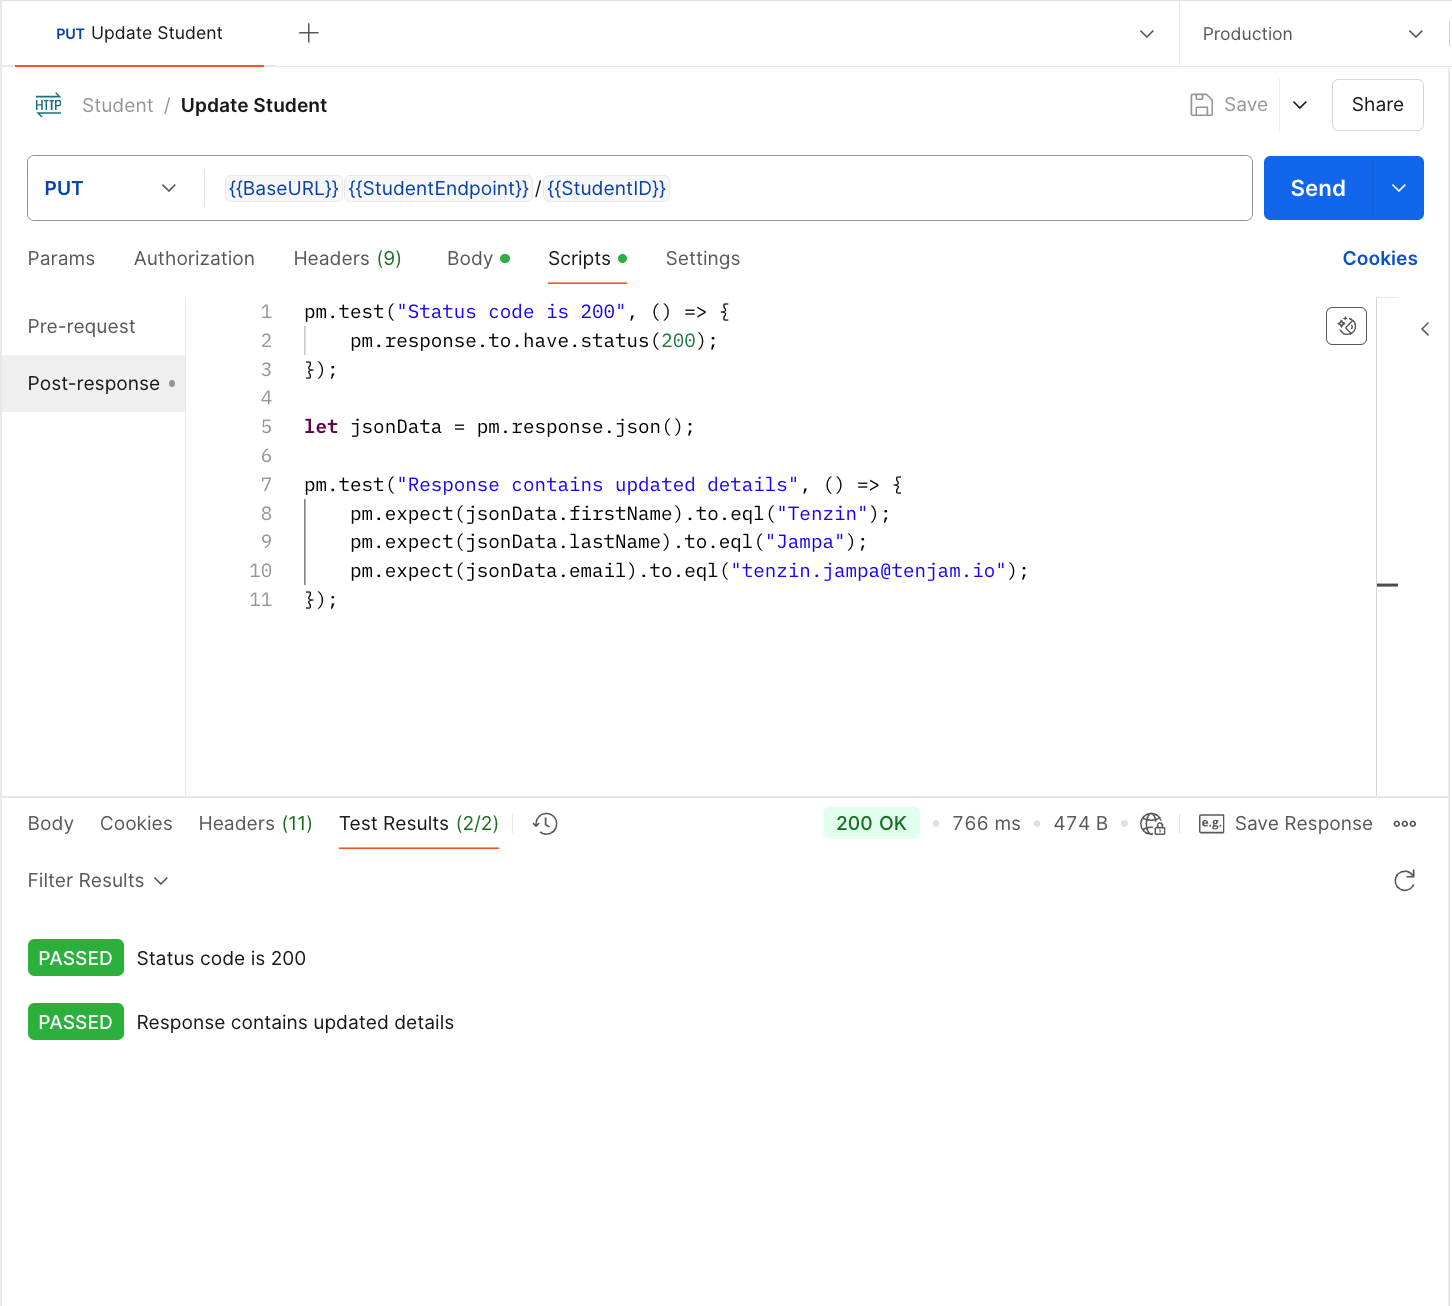 PUT Update Student
Production
HTTP Student / Update Student Save Share
PUT {{BaseURL}} {{StudentEndpoint}} / {{StudentID}} Send
Params Authorization Headers (9) Body Scripts Settings Cookies
Pre-request
Post-response
1 pm.test("Status code is 200", () => {
2     pm.response.to.have.status(200);
3 });
4
5 let jsonData = pm.response.json();
6
7 pm.test("Response contains updated details", () => {
8     pm.expect(jsonData.firstName).to.eql("Tenzin");
9     pm.expect(jsonData.lastName).to.eql("Jampa");
10     pm.expect(jsonData.email).to.eql("tenzin.jampa@tenjam.io");
11 });
Body Cookies Headers (11) Test Results (2/2) 200 OK • 766 ms • 474 B • e.g. Save Response
Filter Results
PASSED Status code is 200
PASSED Response contains updated details